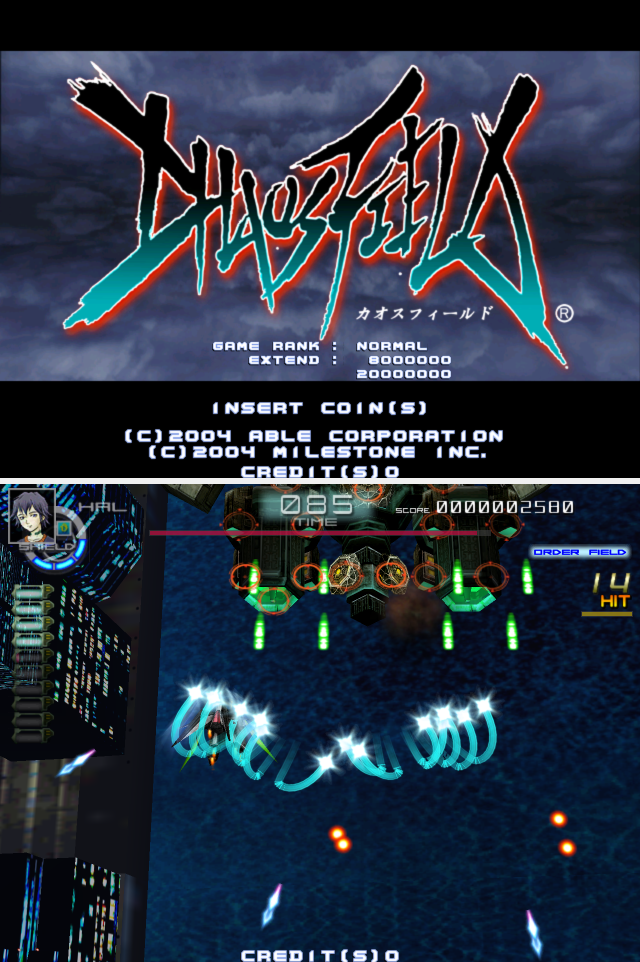 CHAOS FIELD
カオスフィールド ®
GAME RANK : NORMAL
EXTEND : 8000000
20000000
INSERT COIN(S)
(C)2004 ABLE CORPORATION
(C)2004 MILESTONE INC.
CREDIT(S)0
HAL
SHIELD
085
TIME
SCORE 0000002580
ORDER FIELD
14
HIT
CREDIT(S)0